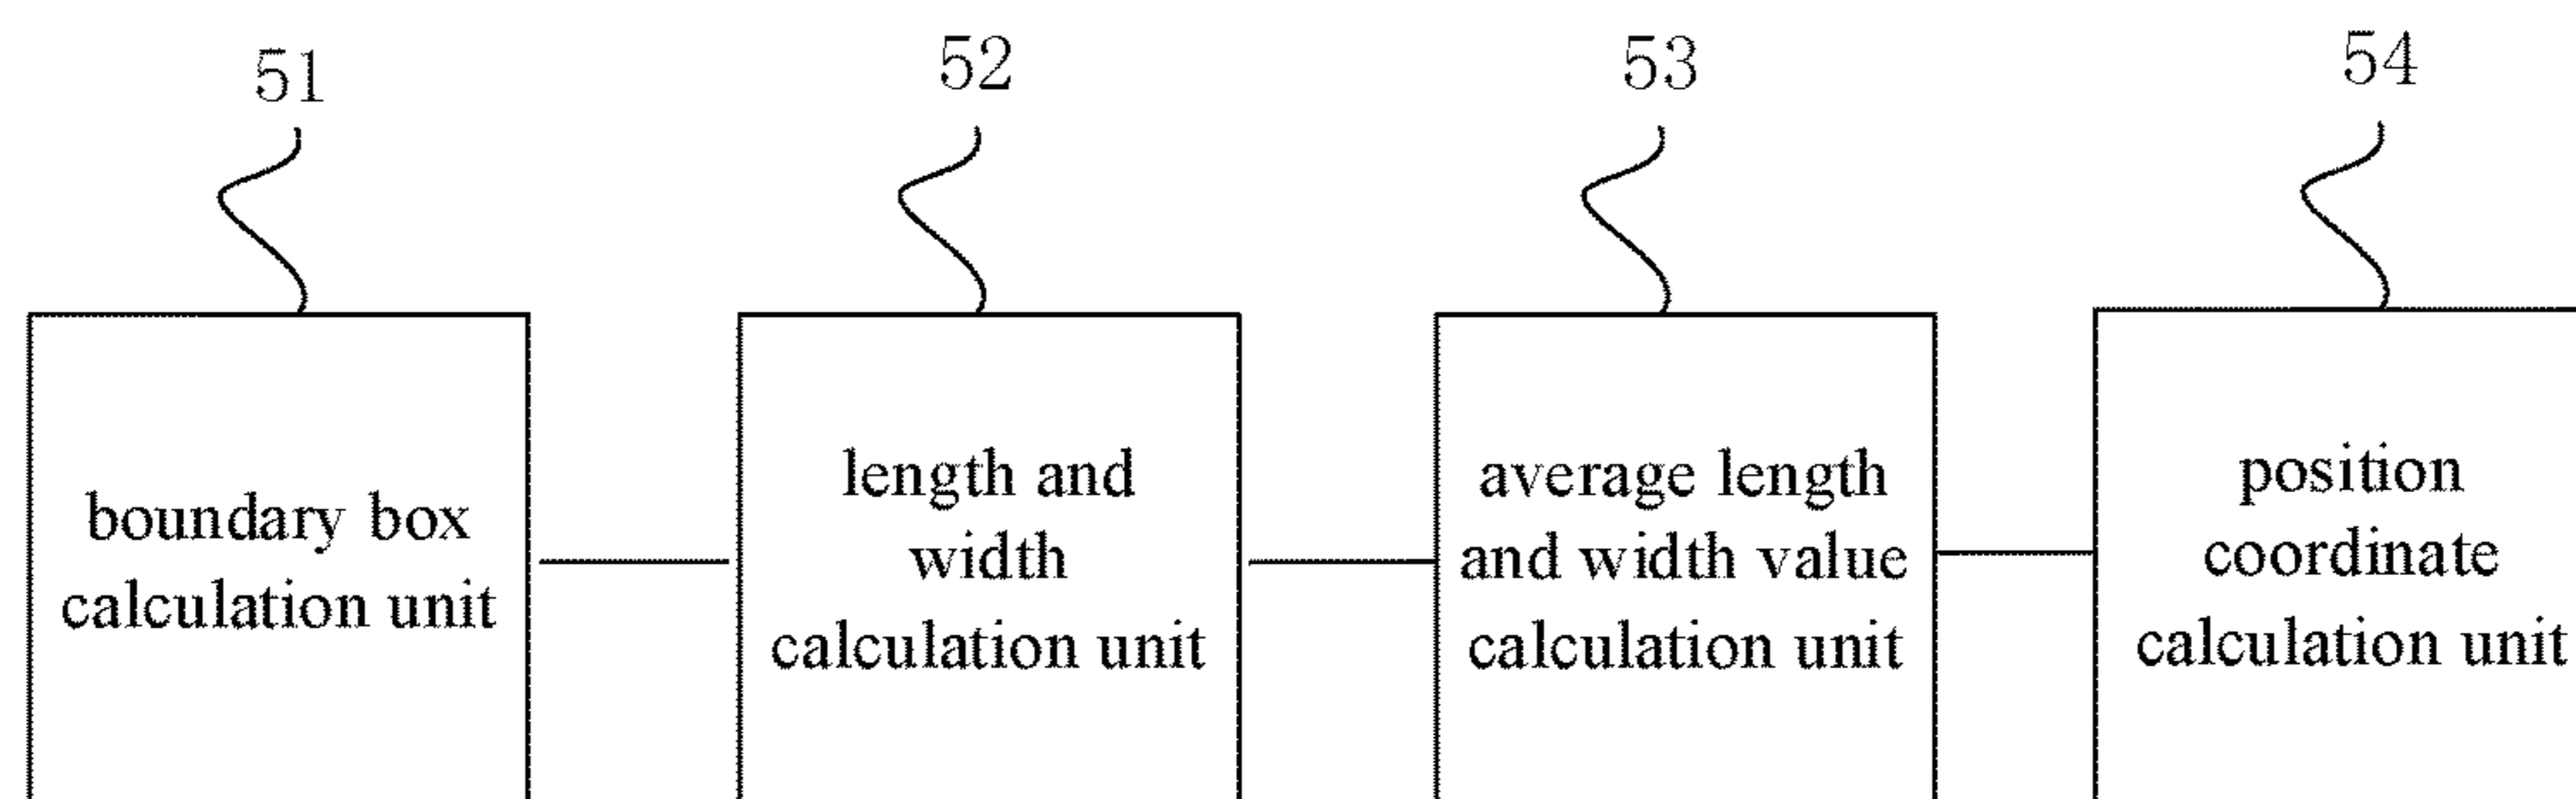 51
52
53
54
boundary box
calculation unit
length and
width
calculation unit
average length
and width value
calculation unit
position
coordinate
calculation unit